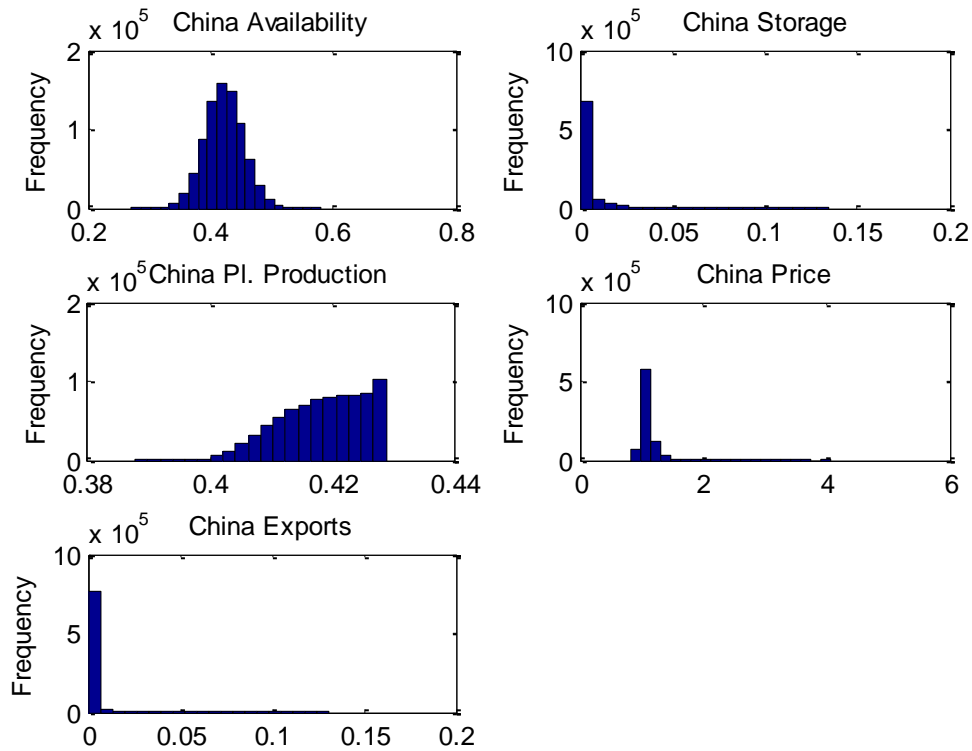 x 10^5 China Availability
2
1
0
Frequency
0.2 0.4 0.6 0.8
x 10^5 China Storage
10
5
0
Frequency
0 0.05 0.1 0.15 0.2
x 10^5 China Pl. Production
2
1
0
Frequency
0.38 0.4 0.42 0.44
x 10^5 China Price
10
5
0
Frequency
0 2 4 6
x 10^5 China Exports
10
5
0
Frequency
0 0.05 0.1 0.15 0.2